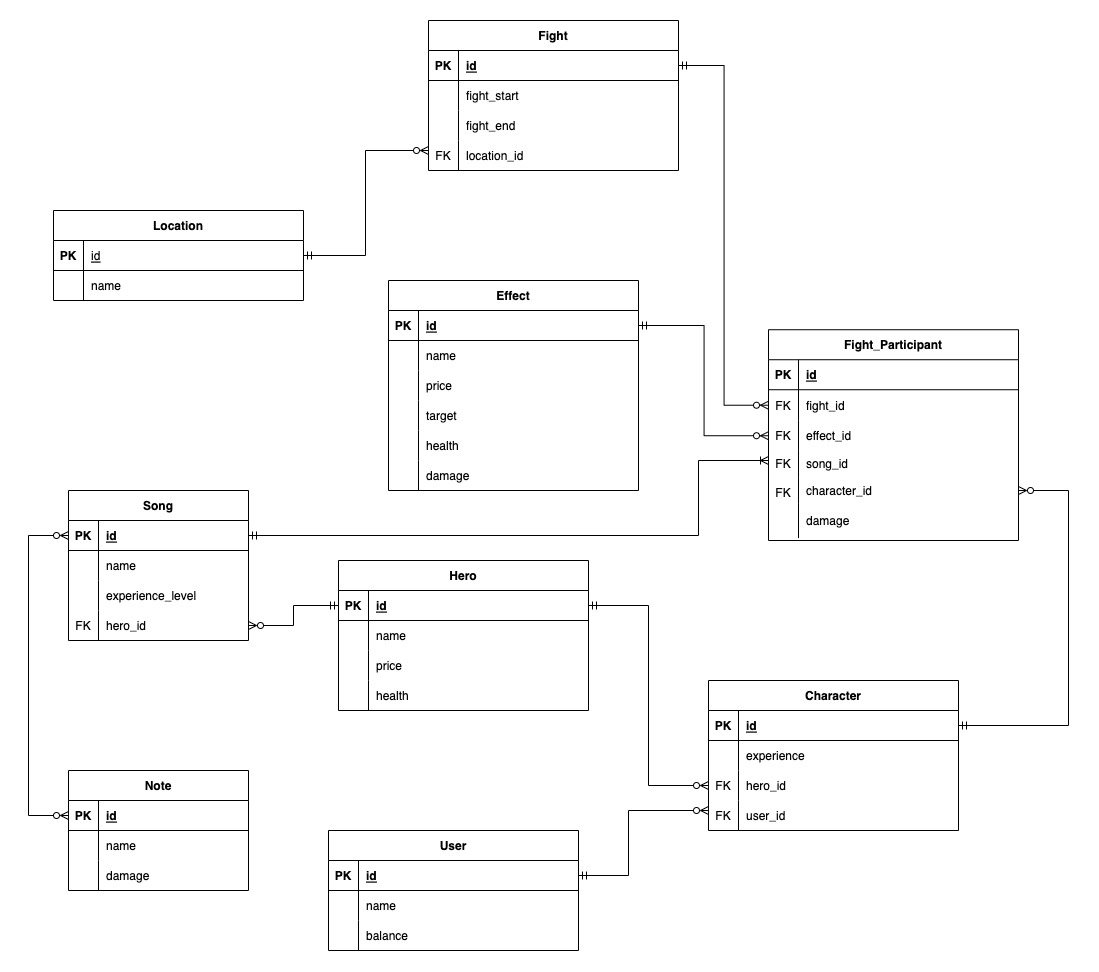 Fight
PK id
fight_start
fight_end
FK location_id
Location
PK id
name
Effect
PK id
name
price
target
health
damage
Fight_Participant
PK id
FK fight_id
FK effect_id
FK song_id
FK character_id
damage
Song
PK id
name
experience_level
FK hero_id
Hero
PK id
name
price
health
Character
PK id
experience
FK hero_id
FK user_id
Note
PK id
name
damage
User
PK id
name
balance